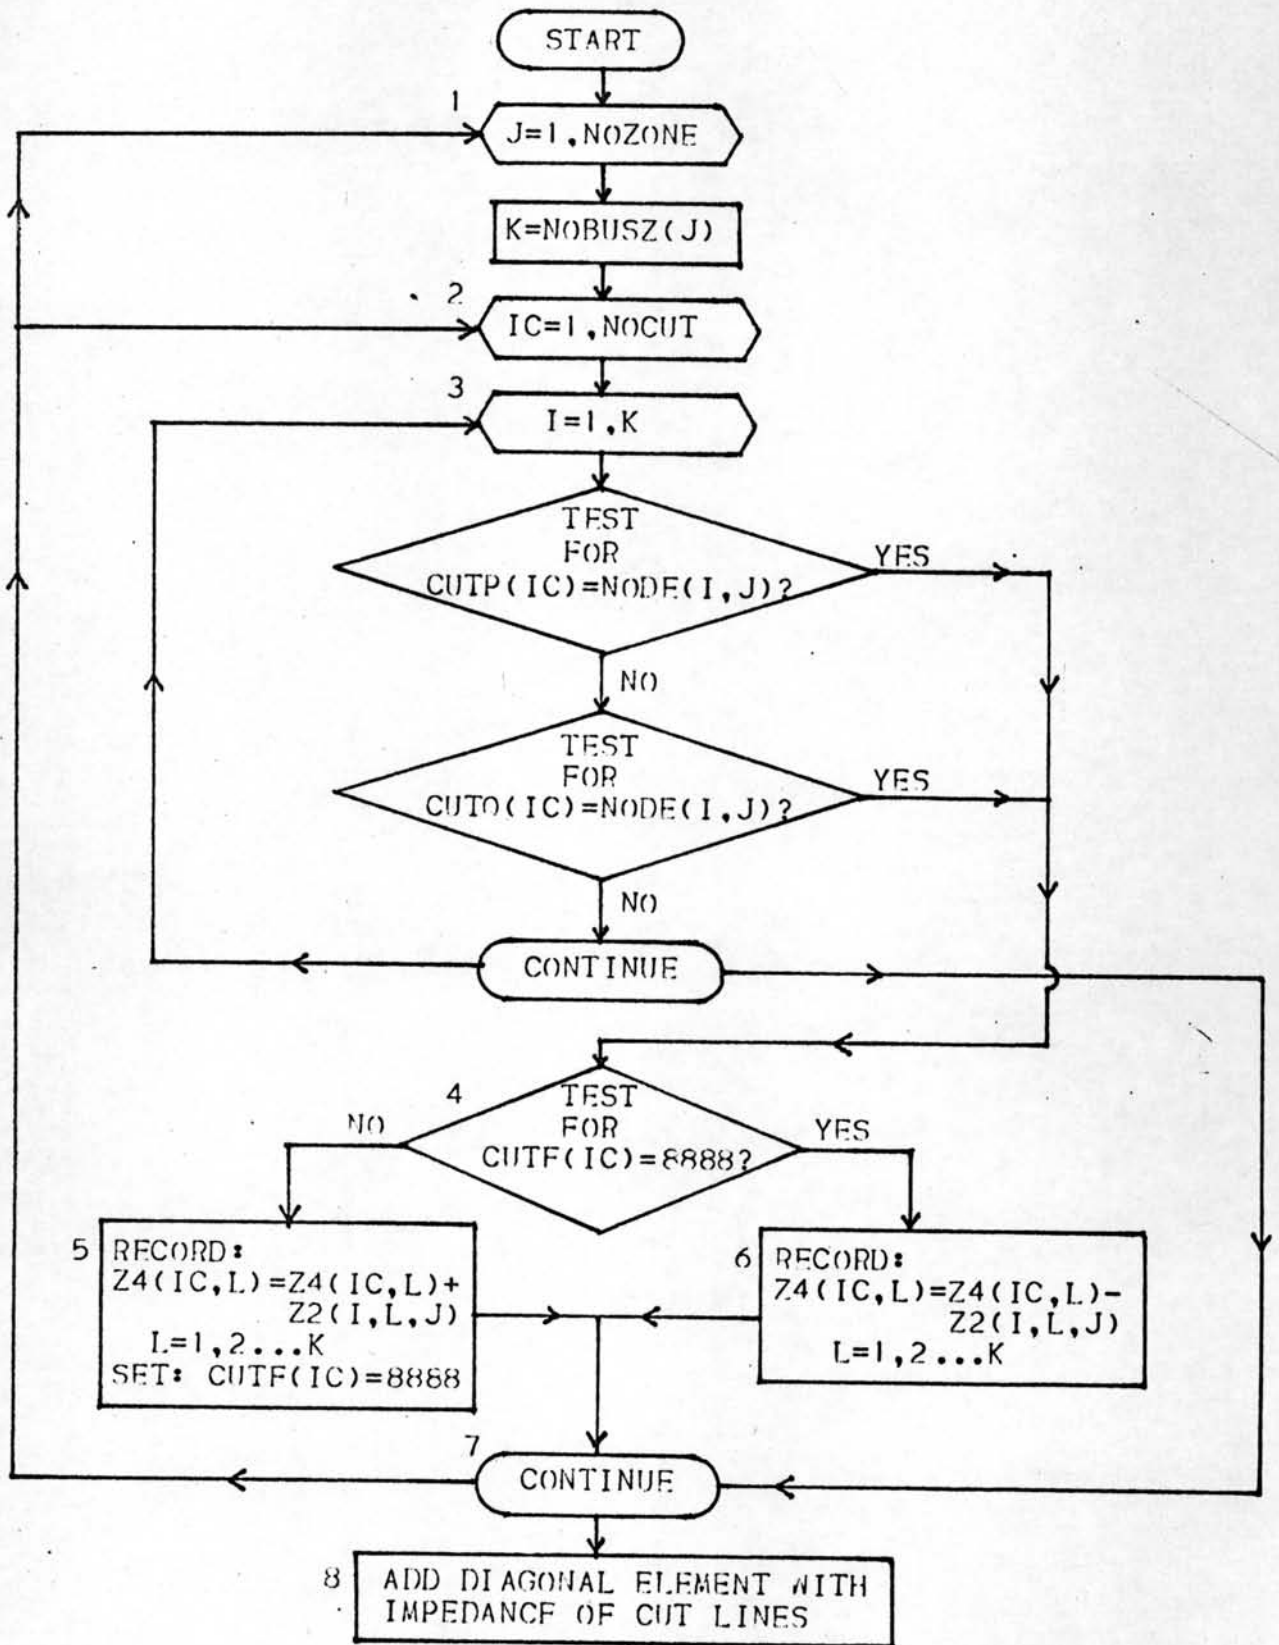 START
1
J=1,NOZONE
K=NOBUSZ(J)
2
IC=1,NOCUT
3
I=1,K
TEST
FOR
CUTP(IC)=NODE(I,J)?
YES
NO
TEST
FOR
CUTQ(IC)=NODE(I,J)?
YES
NO
CONTINUE
4
TEST
FOR
CUTF(IC)=8888?
NO
YES
5
RECORD:
Z4(IC,L)=Z4(IC,L)+
Z2(I,L,J)
L=1,2...K
SET: CUTF(IC)=8888
6
RECORD:
Z4(IC,L)=Z4(IC,L)-
Z2(I,L,J)
L=1,2...K
7
CONTINUE
8
ADD DIAGONAL ELEMENT WITH
IMPEDANCE OF CUT LINES